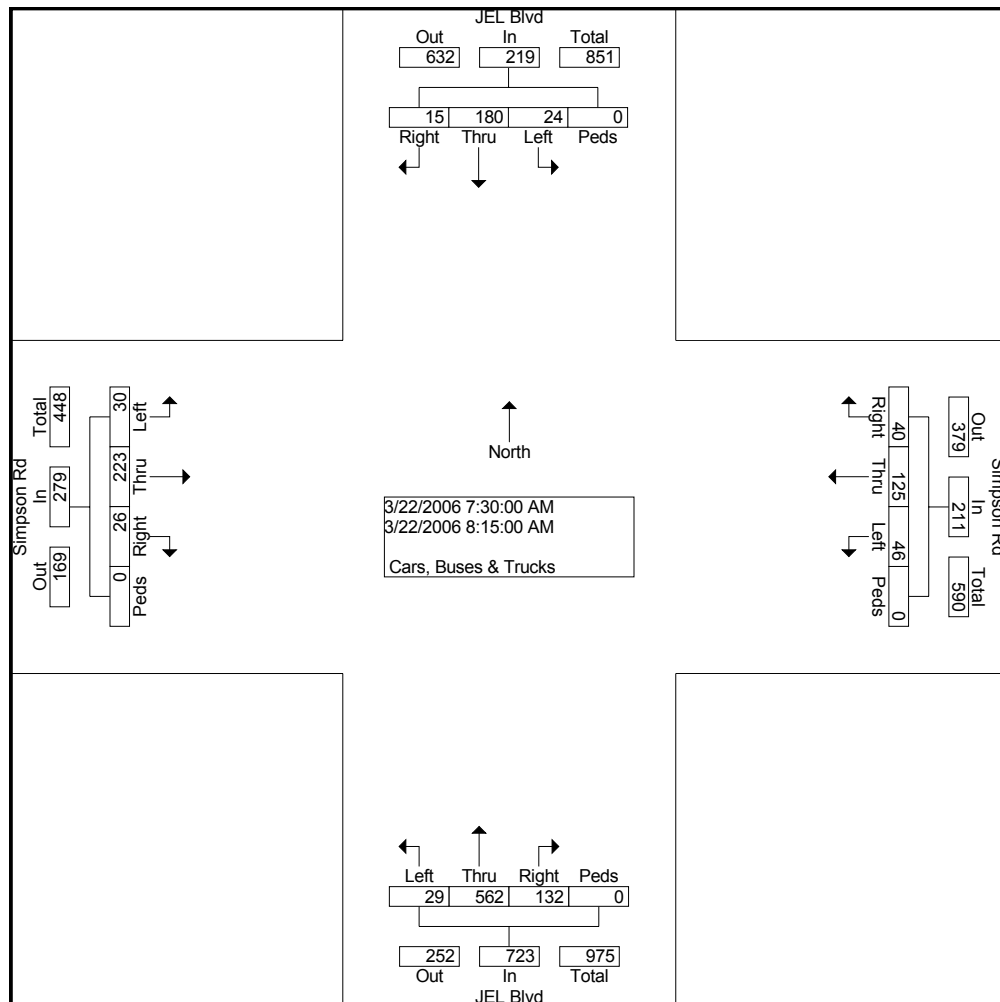 JEL Blvd
Out In Total
632 219 851
15 180 24 0
Right Thru Left Peds
Simpson Rd
Total In Out
448 279 169
30 223 26 0
Left Thru Right Peds
North
3/22/2006 7:30:00 AM
3/22/2006 8:15:00 AM
Cars, Buses & Trucks
Right Thru Left Peds
40 125 46 0
Out In Total
379 211 590
Simpson Rd
Left Thru Right Peds
29 562 132 0
252 723 975
Out In Total
JEL Blvd